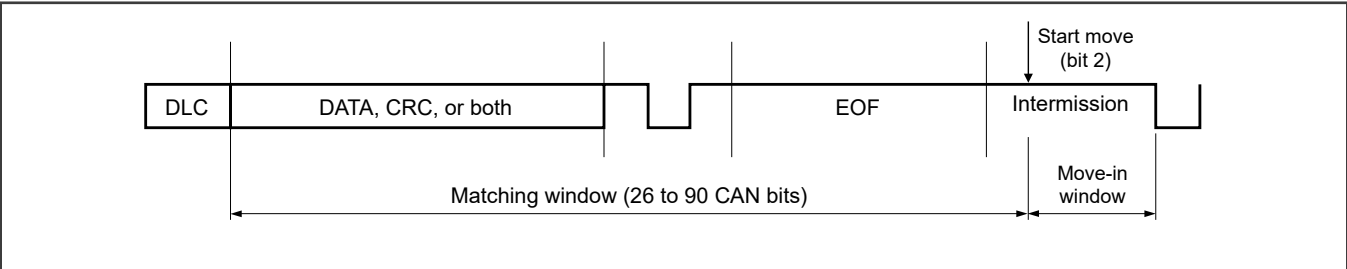 Start move
(bit 2)
DLC
DATA, CRC, or both
EOF
Intermission
Matching window (26 to 90 CAN bits)
Move-in
window